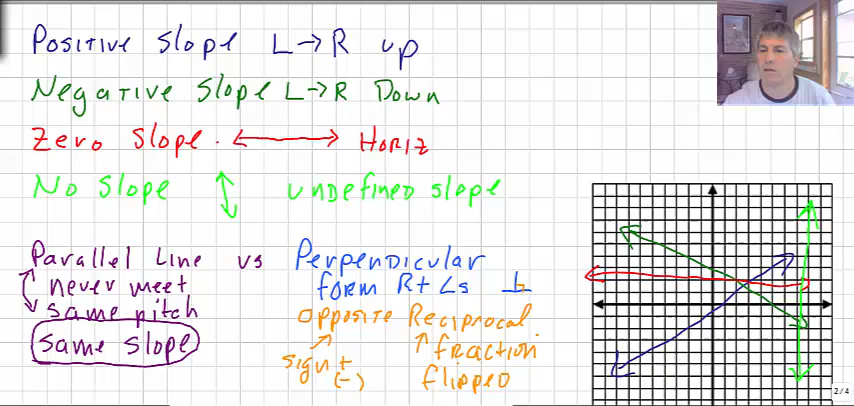 Positive Slope L→R up
Negative Slope L→R Down
Zero Slope. ↔ Horiz
No Slope ↕ undefined slope
Parallel Line vs Perpendicular
never meet
form Rt ∠s ⊥
same pitch
same slope
Opposite Reciprocal
sign + (-)
↑ fraction
flipped
2/4